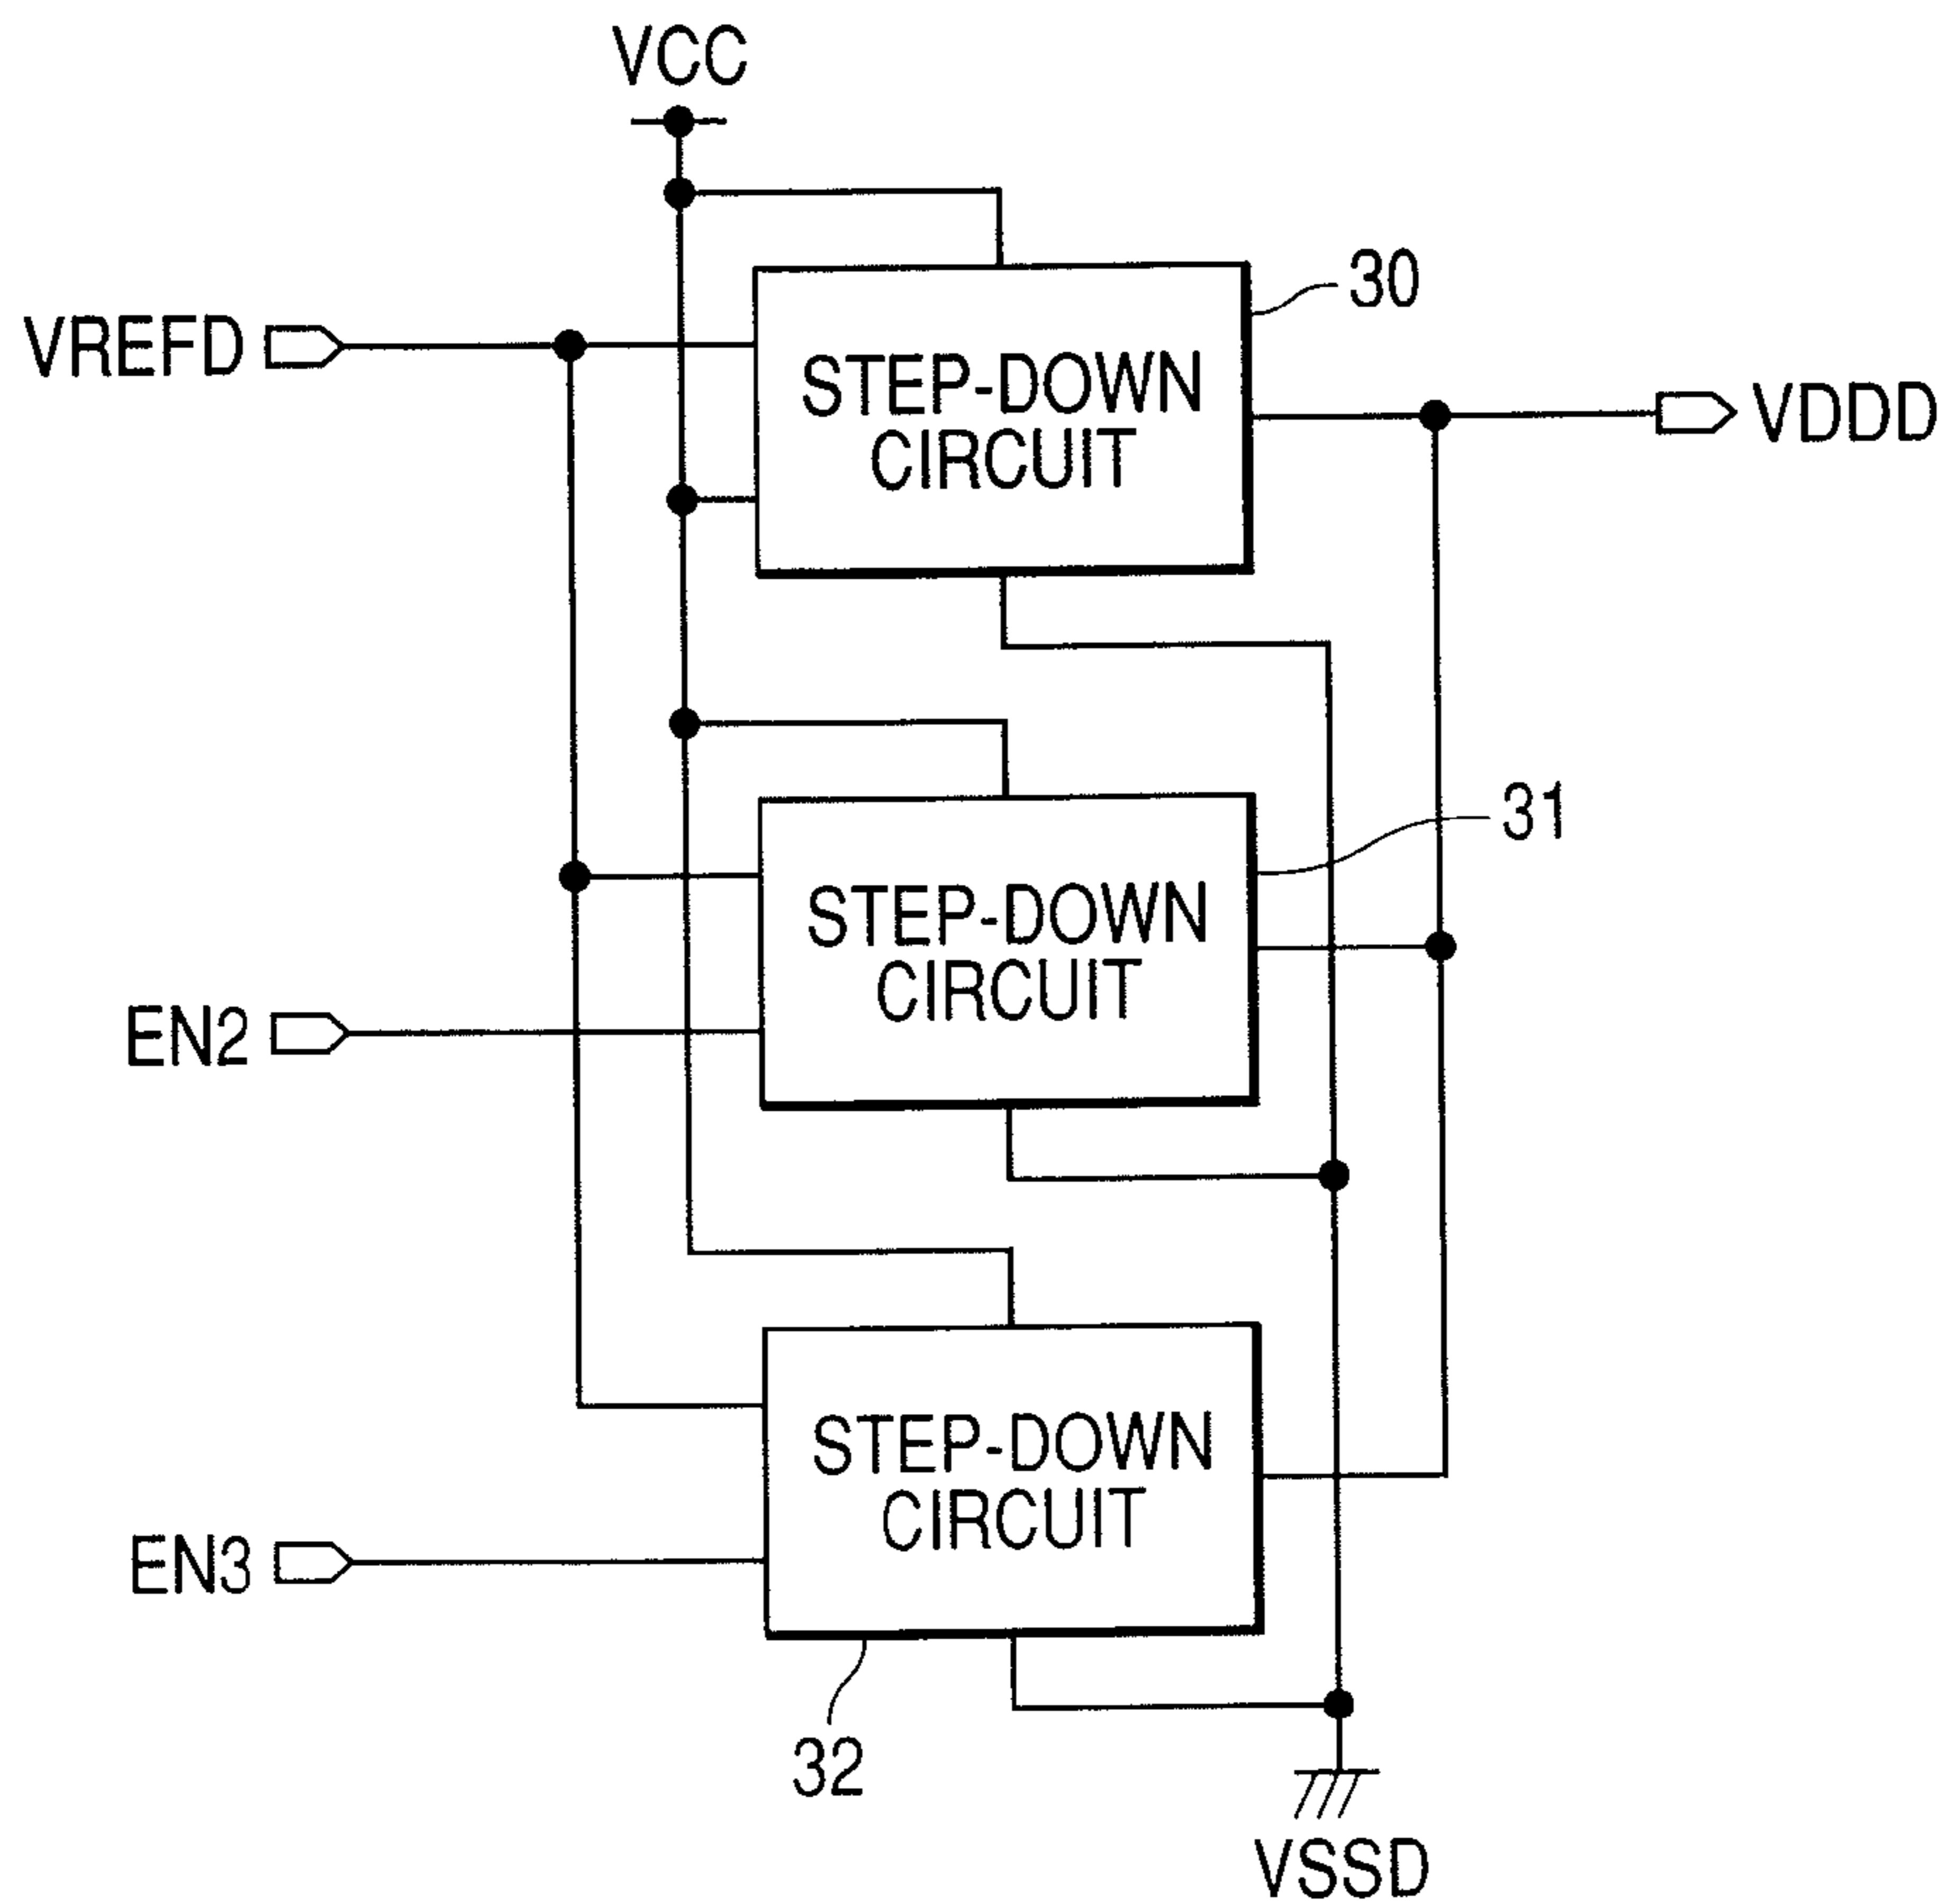 VCC
30
VREFD
STEP-DOWN
CIRCUIT
VDDD
31
STEP-DOWN
CIRCUIT
EN2
STEP-DOWN
CIRCUIT
EN3
32
VSSD